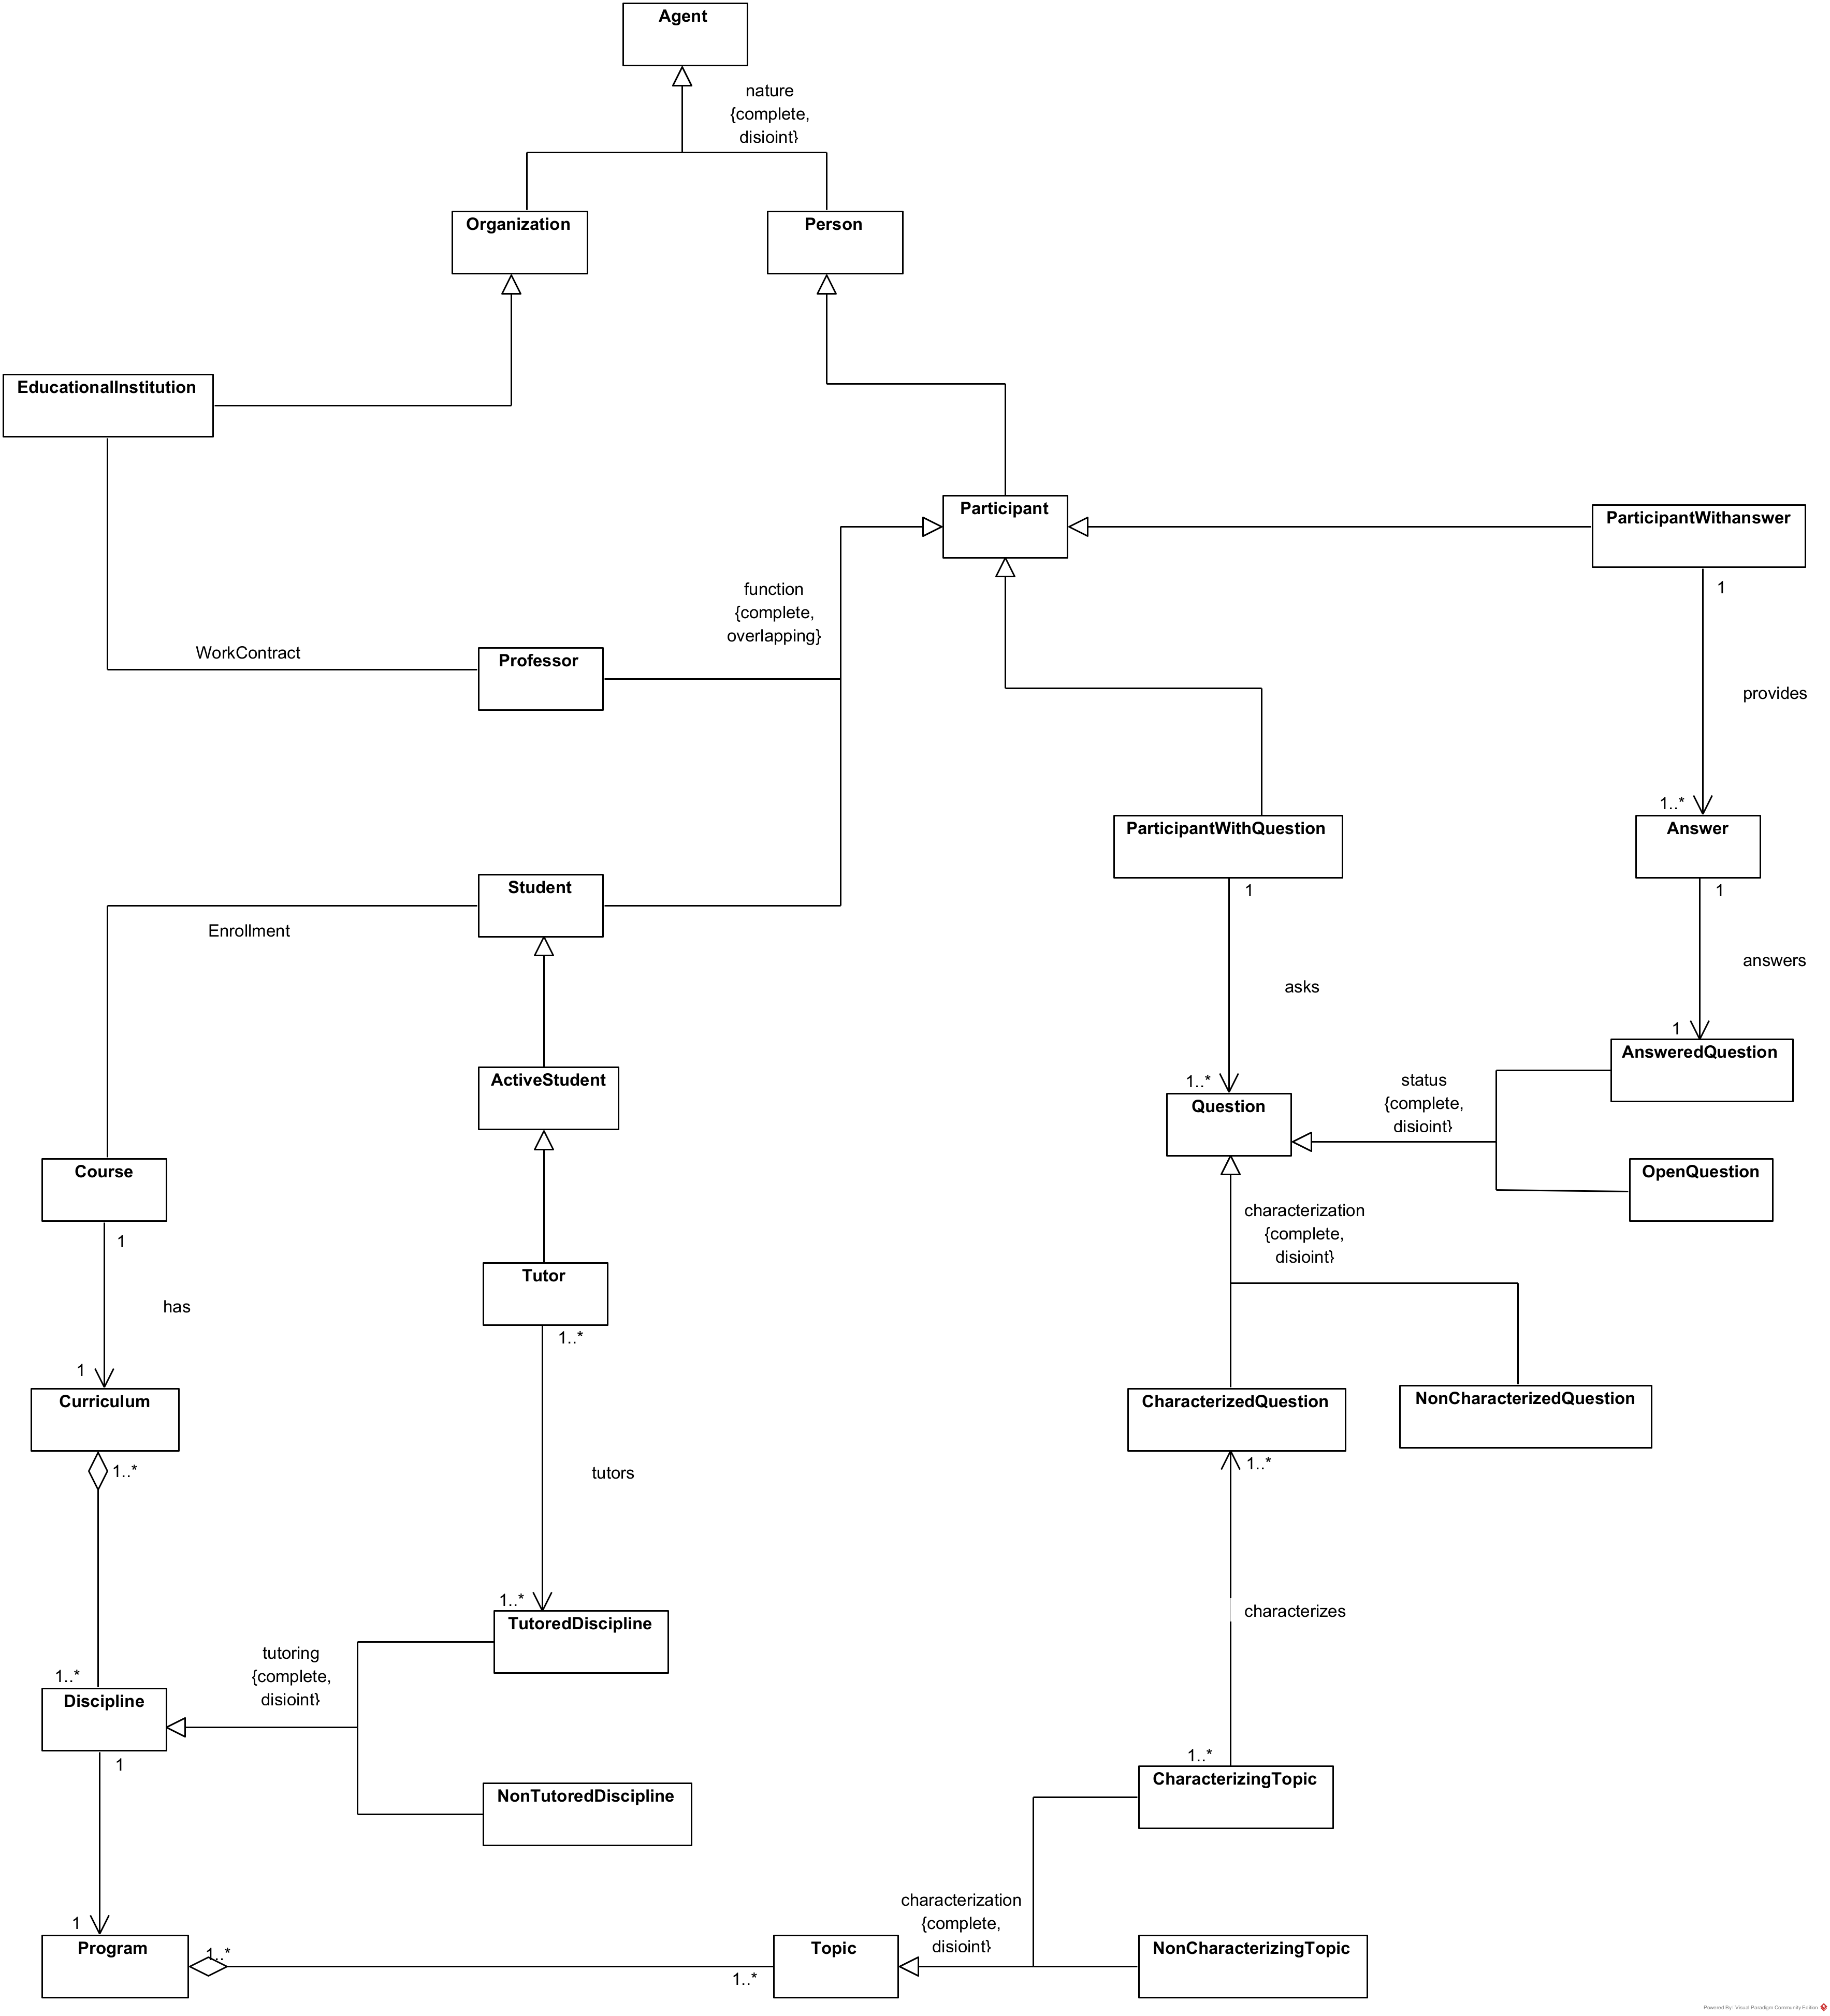 Agent
nature
{complete,
disioint}
Organization
Person
EducationalInstitution
Participant
ParticipantWithanswer
function
{complete,
overlapping}
1
WorkContract
Professor
provides
1..*
ParticipantWithQuestion
Answer
Student
1
1
Enrollment
answers
asks
1
ActiveStudent
AnsweredQuestion
1..*
status
{complete,
disioint}
Question
Course
OpenQuestion
characterization
{complete,
disioint}
1
Tutor
has
1..*
1
Curriculum
CharacterizedQuestion
NonCharacterizedQuestion
1..*
1..*
tutors
1..*
characterizes
TutoredDiscipline
tutoring
{complete,
disioint}
1..*
Discipline
1
1..*
CharacterizingTopic
NonTutoredDiscipline
characterization
{complete,
disioint}
1
Program
1..*
Topic
1..*
NonCharacterizingTopic
Powered By: Visual Paradigm Community Edition